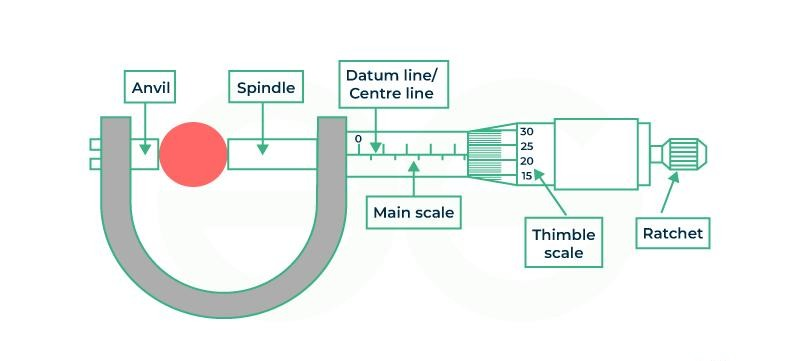 Anvil
Spindle
Datum line/
Centre line
0
30
25
20
15
Main scale
Thimble
scale
Ratchet